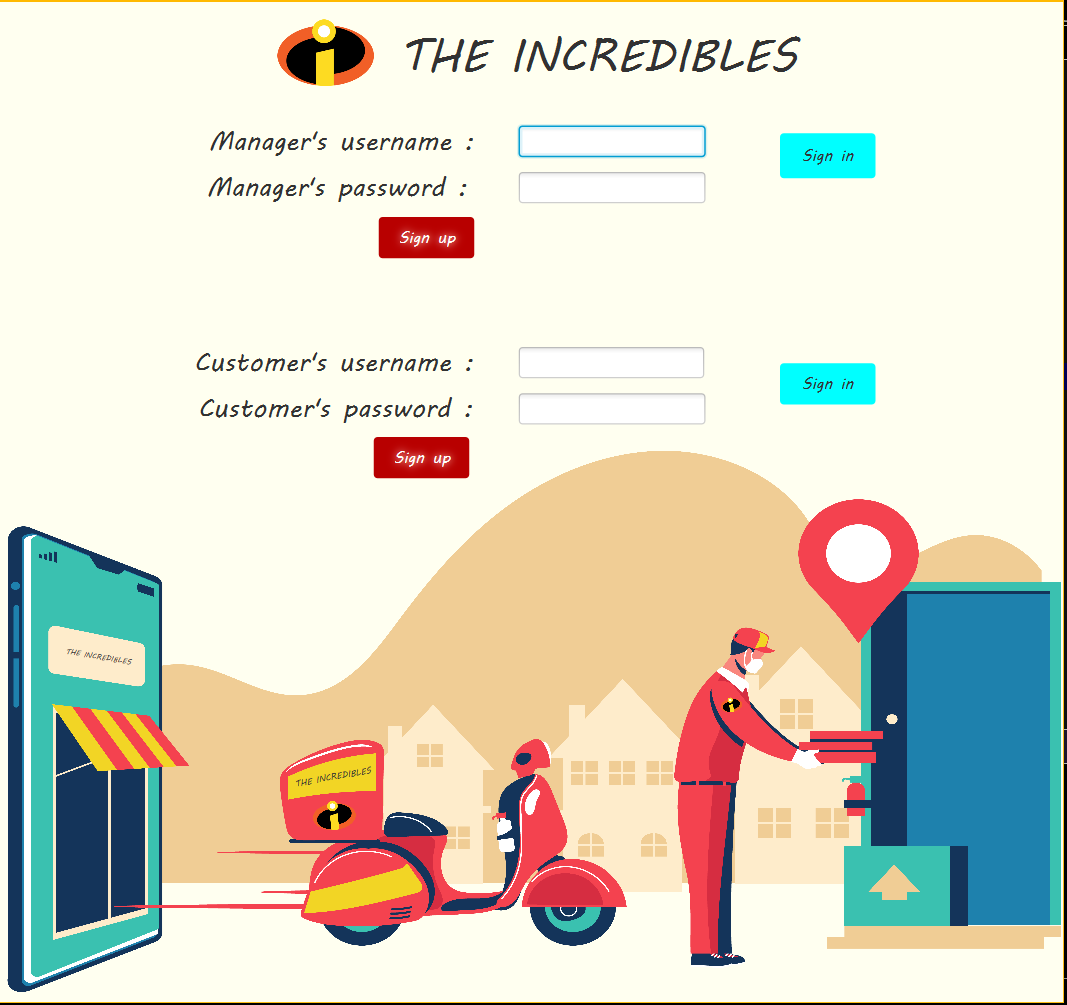 THE INCREDIBLES
Manager's username :
Sign in
Manager's password :
Sign up
Customer's username :
Sign in
Customer's password :
Sign up
THE INCREDIBLES
THE INCREDIBLES